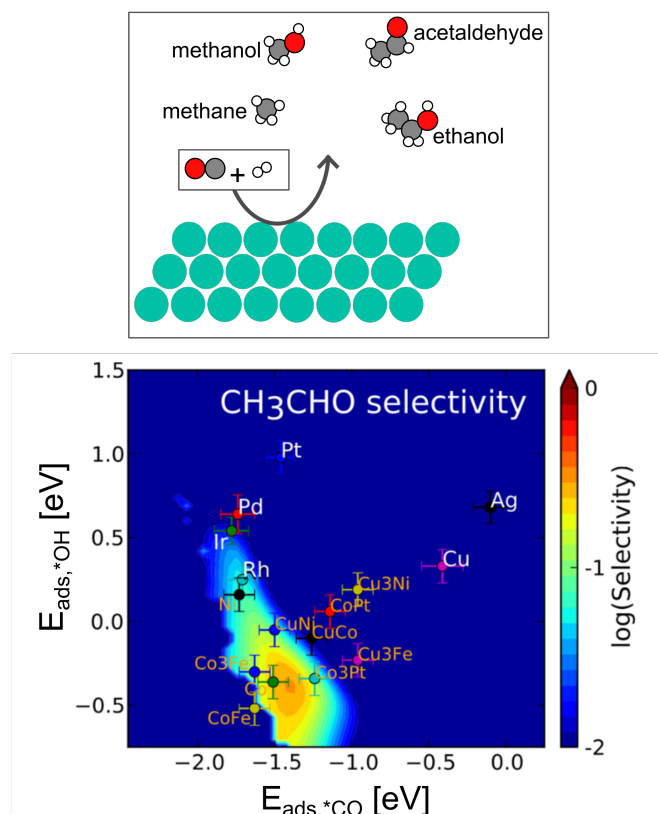 methanol
acetaldehyde
methane
ethanol
+
CH3CHO selectivity
1.5
1.0
0.5
0.0
−0.5
Pt
Pd
Ir
Rh
Ni
Ag
Cu
Cu3Ni
CoPt
CuNi
CuCo
Cu3Fe
Co3Fe
Co
Co3Pt
CoFe
−2.0
−1.5
−1.0
−0.5
0.0
E_ads,*CO [eV]
E_ads,*OH [eV]
0
-1
-2
log(Selectivity)